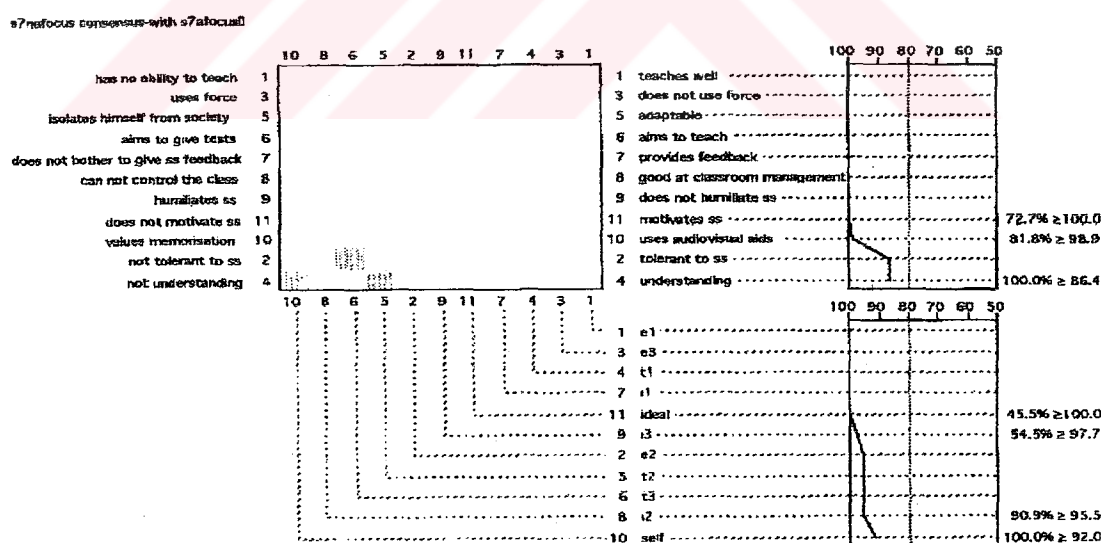 s7nafocus consensus with s7afocus
10 8 6 5 2 9 11 7 4 3 1
100 90 80 70 60 50
has no ability to teach 1 1 teaches well
uses force 3 3 does not use force
isolates himself from society 5 5 adaptable
aims to give tests 6 6 aims to teach
does not bother to give ss feedback 7 7 provides feedback
can not control the class 8 8 good at classroom management
humiliates ss 9 9 does not humiliate ss
does not motivate ss 11 11 motivates ss 72.7% ≥100.0
values memorisation 10 10 uses audiovisual aids 81.8% ≥ 98.9
not tolerant to ss 2 2 tolerant to ss
not understanding 4 4 understanding 100.0% ≥ 86.4
10 8 6 5 2 9 11 7 4 3 1
100 90 80 70 60 50
1 e1
3 e3
4 t1
7 i1
11 ideal 45.5% ≥100.0
9 i3 54.5% ≥ 97.7
2 e2
5 t2
6 t3
8 i2 90.9% ≥ 95.5
10 self 100.0% ≥ 92.0